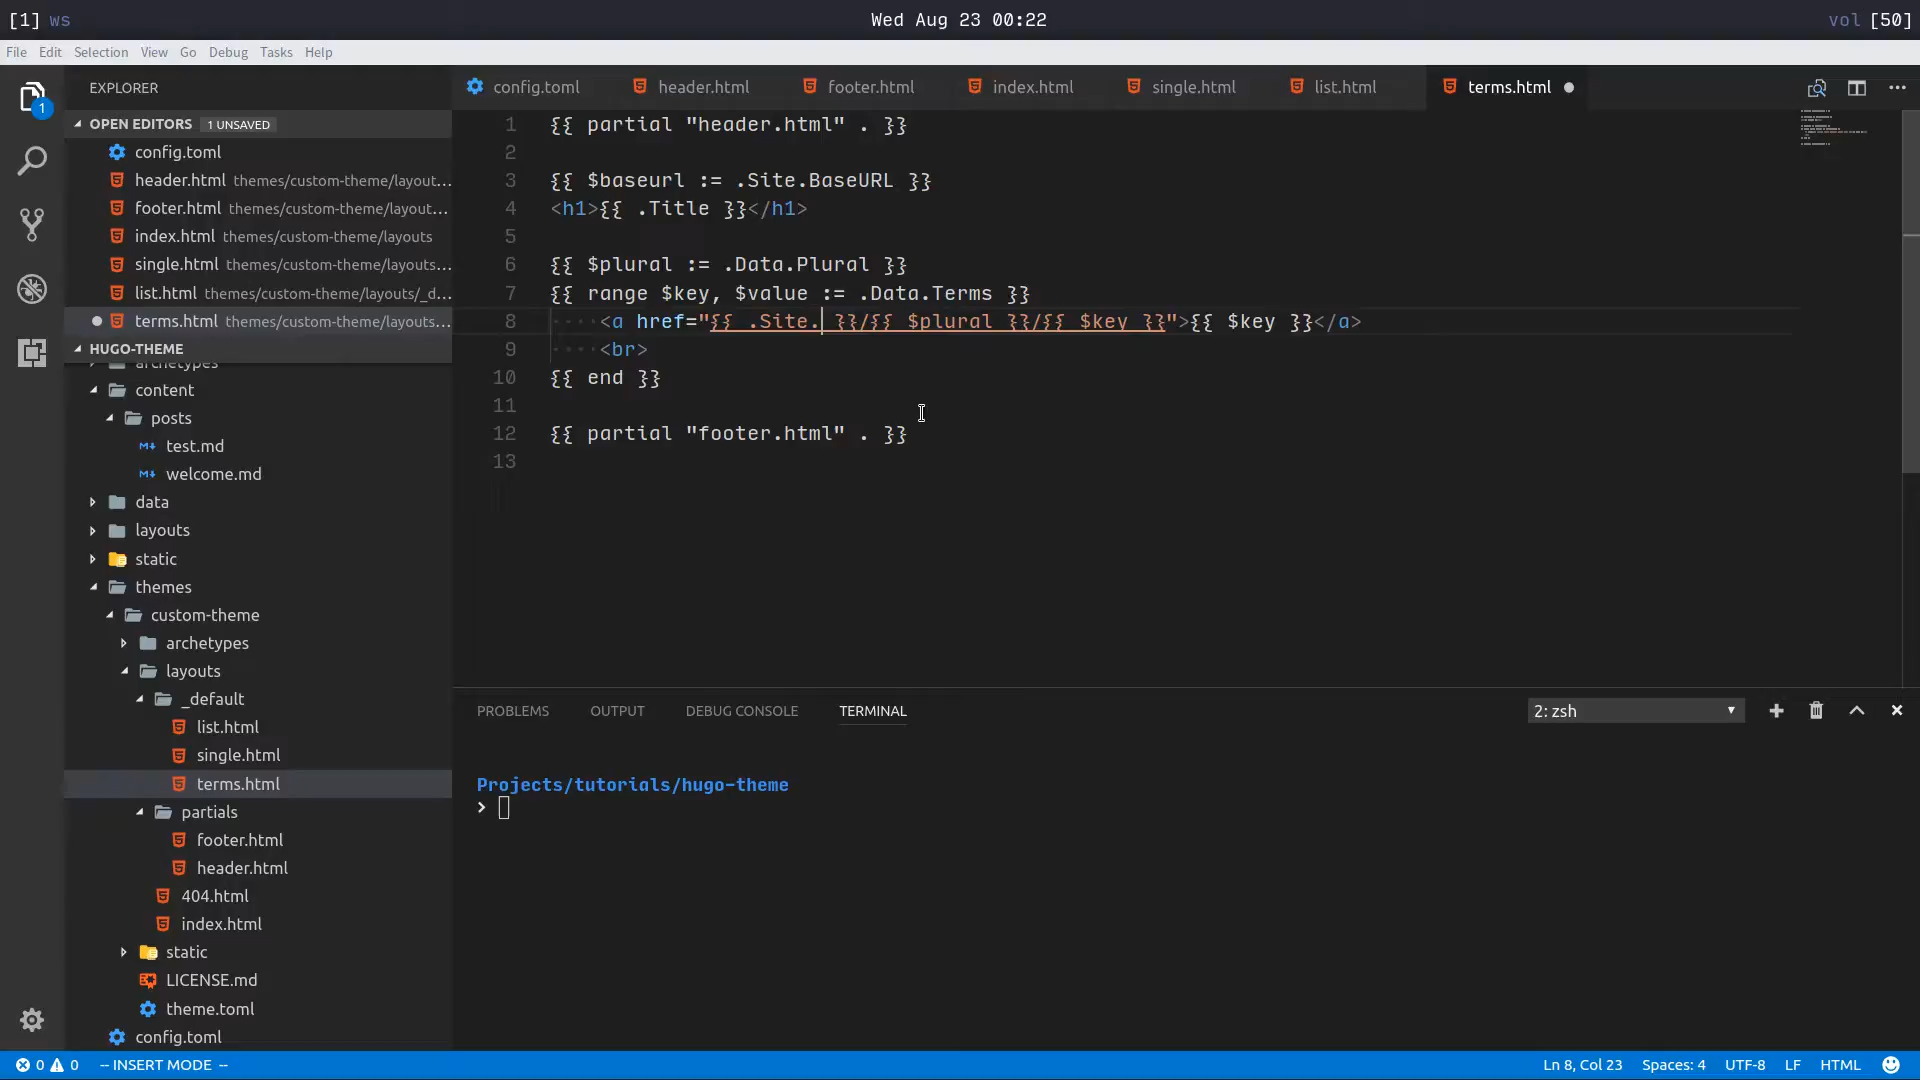 [1] ws
Wed Aug 23 00:22
vol [50]
File Edit Selection View Go Debug Tasks Help
EXPLORER
OPEN EDITORS 1 UNSAVED
config.toml
header.html themes/custom-theme/layout...
footer.html themes/custom-theme/layout...
index.html themes/custom-theme/layouts
single.html themes/custom-theme/layouts...
list.html themes/custom-theme/layouts/_d...
terms.html themes/custom-theme/layouts...
HUGO-THEME
archetypes
content
posts
test.md
welcome.md
data
layouts
static
themes
custom-theme
archetypes
layouts
_default
list.html
single.html
terms.html
partials
footer.html
header.html
404.html
index.html
static
LICENSE.md
theme.toml
config.toml
1
config.toml header.html footer.html index.html single.html list.html terms.html
1 {{ partial "header.html" . }}
2
3 {{ $baseurl := .Site.BaseURL }}
4 <h1>{{ .Title }}</h1>
5
6 {{ $plural := .Data.Plural }}
7 {{ range $key, $value := .Data.Terms }}
8 ····<a href="{{ .Site. }}/{{ $plural }}/{{ $key }}">{{ $key }}</a>
9 ····<br>
10 {{ end }}
11
12 {{ partial "footer.html" . }}
13
PROBLEMS OUTPUT DEBUG CONSOLE TERMINAL
2: zsh
Projects/tutorials/hugo-theme
❯
0 0 -- INSERT MODE --
Ln 8, Col 23 Spaces: 4 UTF-8 LF HTML